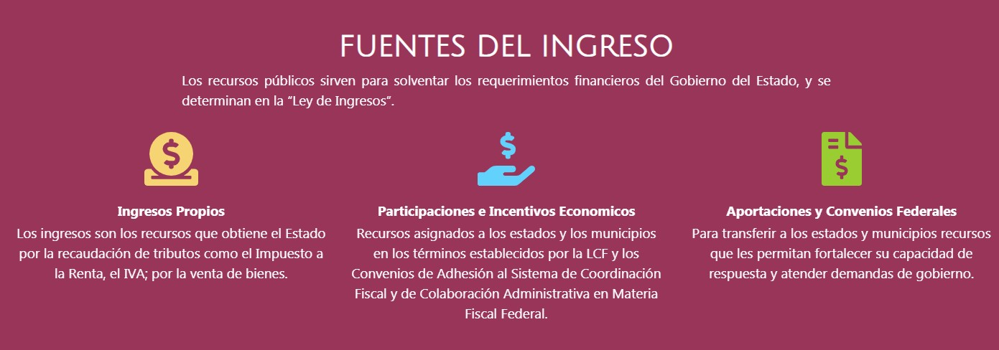 FUENTES DEL INGRESO
Los recursos públicos sirven para solventar los requerimientos financieros del Gobierno del Estado, y se
determinan en la “Ley de Ingresos”.
Ingresos Propios
Los ingresos son los recursos que obtiene el Estado
por la recaudación de tributos como el Impuesto a
la Renta, el IVA; por la venta de bienes.
Participaciones e Incentivos Economicos
Recursos asignados a los estados y los municipios
en los términos establecidos por la LCF y los
Convenios de Adhesión al Sistema de Coordinación
Fiscal y de Colaboración Administrativa en Materia
Fiscal Federal.
Aportaciones y Convenios Federales
Para transferir a los estados y municipios recursos
que les permitan fortalecer su capacidad de
respuesta y atender demandas de gobierno.